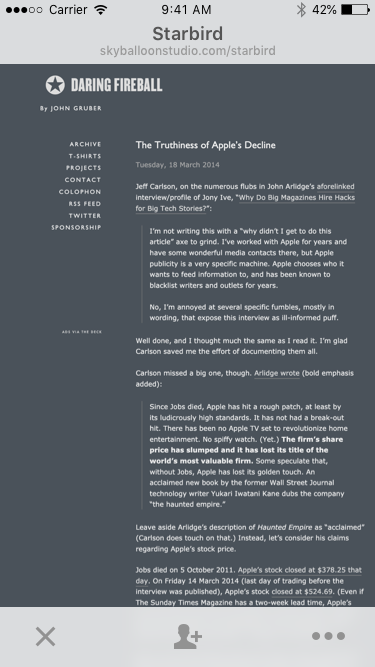 Carrier 9:41 AM 42%
Starbird
skyballoonstudio.com/starbird
DARING FIREBALL
By JOHN GRUBER
ARCHIVE
T-SHIRTS
PROJECTS
CONTACT
COLOPHON
RSS FEED
TWITTER
SPONSORSHIP
ADS VIA THE DECK
The Truthiness of Apple's Decline
Tuesday, 18 March 2014
Jeff Carlson, on the numerous flubs in John Arlidge's aforelinked
interview/profile of Jony Ive, "Why Do Big Magazines Hire Hacks
for Big Tech Stories?":
I'm not writing this with a "why didn't I get to do this
article" axe to grind. I've worked with Apple for years and
have some wonderful media contacts there, but Apple
publicity is a very specific machine. Apple chooses who it
wants to feed information to, and has been known to
blacklist writers and outlets for years.
No, I'm annoyed at several specific fumbles, mostly in
wording, that expose this interview as ill-informed puff.
Well done, and I thought much the same as I read it. I'm glad
Carlson saved me the effort of documenting them all.
Carlson missed a big one, though. Arlidge wrote (bold emphasis
added):
Since Jobs died, Apple has hit a rough patch, at least by
its ludicrously high standards. It has not had a break-out
hit. There has been no Apple TV set to revolutionize home
entertainment. No spiffy watch. (Yet.) The firm's share
price has slumped and it has lost its title of the
world's most valuable firm. Some speculate that,
without Jobs, Apple has lost its golden touch. An
acclaimed new book by the former Wall Street Journal
technology writer Yukari Iwatani Kane dubs the company
"the haunted empire."
Leave aside Arlidge's description of Haunted Empire as "acclaimed"
(Carlson does touch on that.) Instead, let's consider his claims
regarding Apple's stock price.
Jobs died on 5 October 2011. Apple's stock closed at $378.25 that
day. On Friday 14 March 2014 (last day of trading before the
interview was published), Apple's stock closed at $524.69. (Even if
The Sunday Times Magazine has a two-week lead time, Apple's